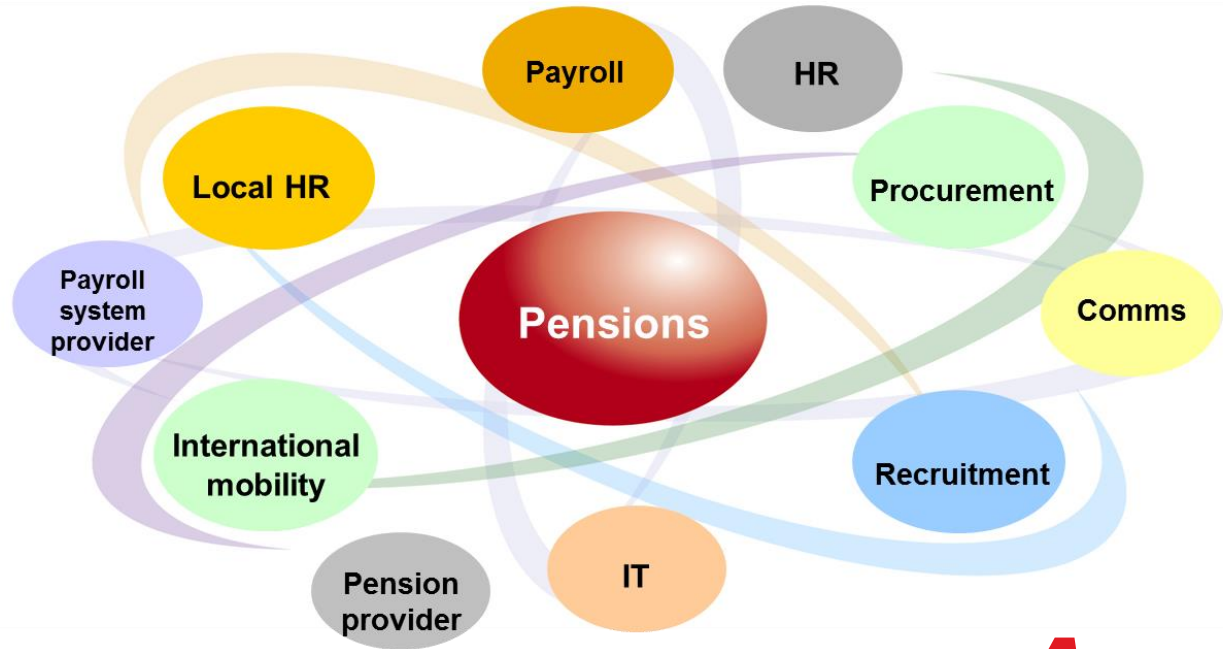 Payroll
HR
Local HR
Procurement
Payroll
system
provider
Pensions
Comms
International
mobility
Recruitment
Pension
provider
IT